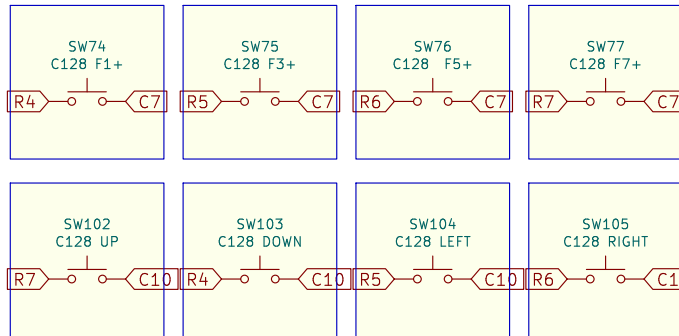 SW74
C128 F1+
R4 C7
SW75
C128 F3+
R5 C7
SW76
C128 F5+
R6 C7
SW77
C128 F7+
R7 C7
SW102
C128 UP
R7 C10
SW103
C128 DOWN
R4 C10
SW104
C128 LEFT
R5 C10
SW105
C128 RIGHT
R6